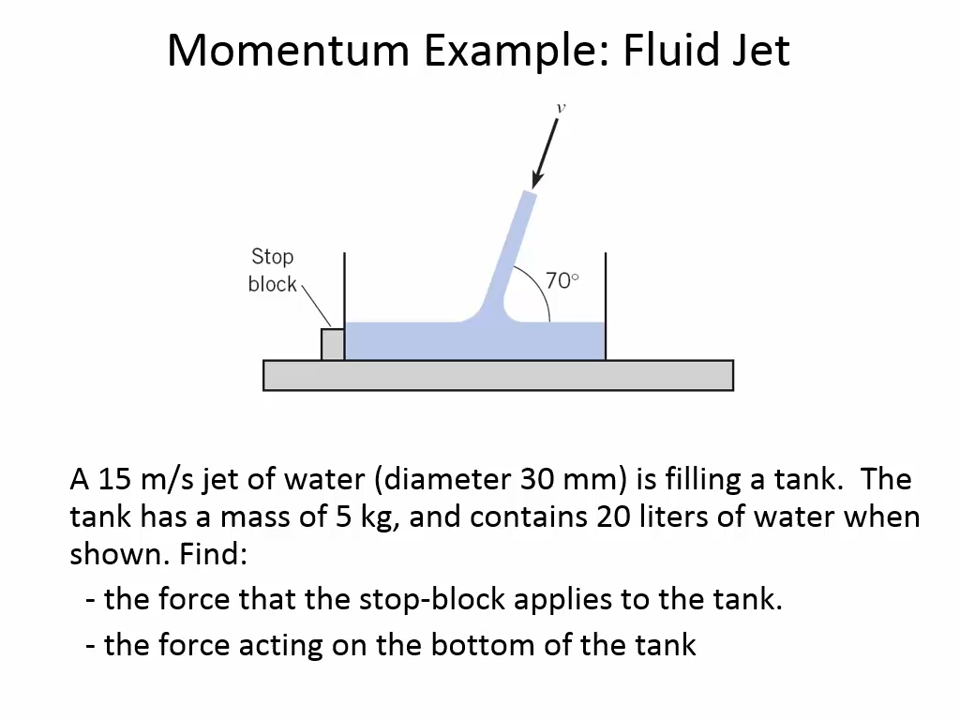 Momentum Example: Fluid Jet
v
Stop
block
70°
A 15 m/s jet of water (diameter 30 mm) is filling a tank.  The
tank has a mass of 5 kg, and contains 20 liters of water when
shown. Find:
- the force that the stop-block applies to the tank.
- the force acting on the bottom of the tank